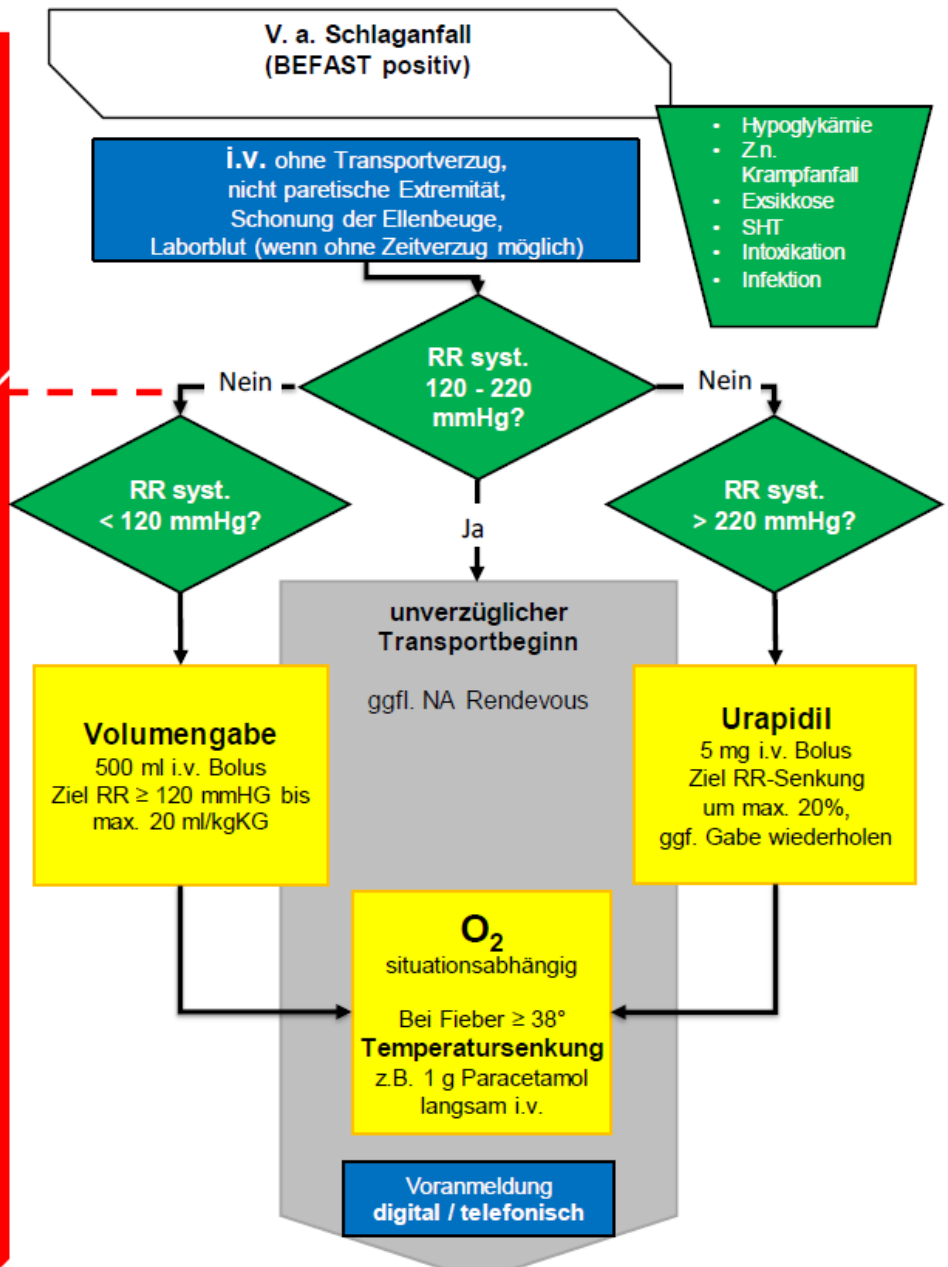 V. a. Schlaganfall
(BEFAST positiv)
• Hypoglykämie
• Z.n.
Krampfanfall
• Exsikkose
• SHT
• Intoxikation
• Infektion
i.v. ohne Transportverzug,
nicht paretische Extremität,
Schonung der Ellenbeuge,
Laborblut (wenn ohne Zeitverzug möglich)
RR syst.
120 - 220
mmHg?
Nein
Nein
RR syst.
< 120 mmHg?
Ja
RR syst.
> 220 mmHg?
unverzüglicher
Transportbeginn
ggfl. NA Rendevous
Volumengabe
500 ml i.v. Bolus
Ziel RR ≥ 120 mmHG bis
max. 20 ml/kgKG
Urapidil
5 mg i.v. Bolus
Ziel RR-Senkung
um max. 20%,
ggf. Gabe wiederholen
O₂
situationsabhängig
Bei Fieber ≥ 38°
Temperatursenkung
z.B. 1 g Paracetamol
langsam i.v.
Voranmeldung
digital / telefonisch